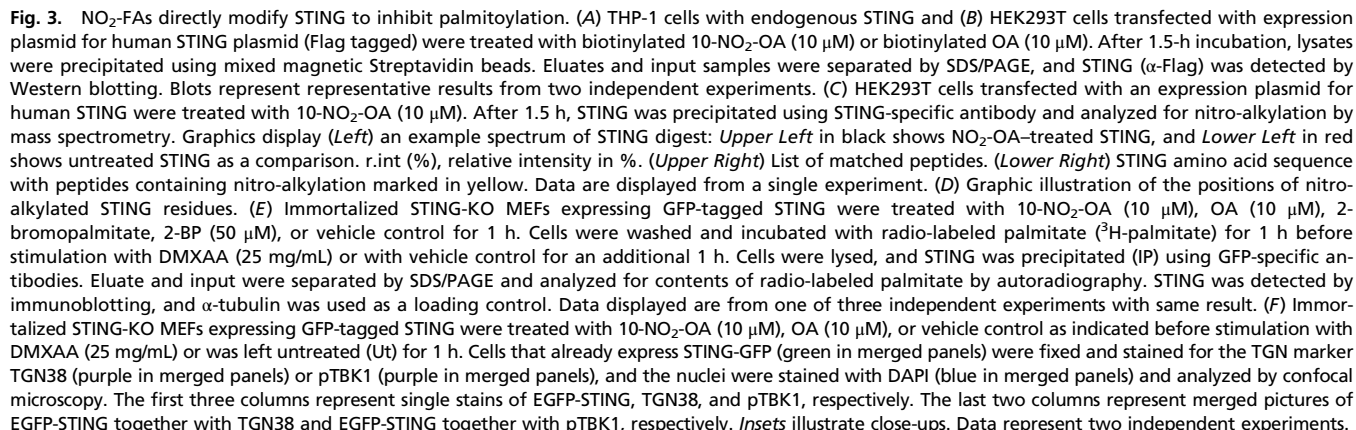 Fig. 3. NO₂-FAs directly modify STING to inhibit palmitoylation. (A) THP-1 cells with endogenous STING and (B) HEK293T cells transfected with expression
plasmid for human STING plasmid (Flag tagged) were treated with biotinylated 10-NO₂-OA (10 μM) or biotinylated OA (10 μM). After 1.5-h incubation, lysates
were precipitated using mixed magnetic Streptavidin beads. Eluates and input samples were separated by SDS/PAGE, and STING (α-Flag) was detected by
Western blotting. Blots represent representative results from two independent experiments. (C) HEK293T cells transfected with an expression plasmid for
human STING were treated with 10-NO₂-OA (10 μM). After 1.5 h, STING was precipitated using STING-specific antibody and analyzed for nitro-alkylation by
mass spectrometry. Graphics display (Left) an example spectrum of STING digest: Upper Left in black shows NO₂-OA–treated STING, and Lower Left in red
shows untreated STING as a comparison. r.int (%), relative intensity in %. (Upper Right) List of matched peptides. (Lower Right) STING amino acid sequence
with peptides containing nitro-alkylation marked in yellow. Data are displayed from a single experiment. (D) Graphic illustration of the positions of nitro-
alkylated STING residues. (E) Immortalized STING-KO MEFs expressing GFP-tagged STING were treated with 10-NO₂-OA (10 μM), OA (10 μM), 2-
bromopalmitate, 2-BP (50 μM), or vehicle control for 1 h. Cells were washed and incubated with radio-labeled palmitate (³H-palmitate) for 1 h before
stimulation with DMXAA (25 mg/mL) or with vehicle control for an additional 1 h. Cells were lysed, and STING was precipitated (IP) using GFP-specific an-
tibodies. Eluate and input were separated by SDS/PAGE and analyzed for contents of radio-labeled palmitate by autoradiography. STING was detected by
immunoblotting, and α-tubulin was used as a loading control. Data displayed are from one of three independent experiments with same result. (F) Immor-
talized STING-KO MEFs expressing GFP-tagged STING were treated with 10-NO₂-OA (10 μM), OA (10 μM), or vehicle control as indicated before stimulation with
DMXAA (25 mg/mL) or was left untreated (Ut) for 1 h. Cells that already express STING-GFP (green in merged panels) were fixed and stained for the TGN marker
TGN38 (purple in merged panels) or pTBK1 (purple in merged panels), and the nuclei were stained with DAPI (blue in merged panels) and analyzed by confocal
microscopy. The first three columns represent single stains of EGFP-STING, TGN38, and pTBK1, respectively. The last two columns represent merged pictures of
EGFP-STING together with TGN38 and EGFP-STING together with pTBK1, respectively. Insets illustrate close-ups. Data represent two independent experiments.